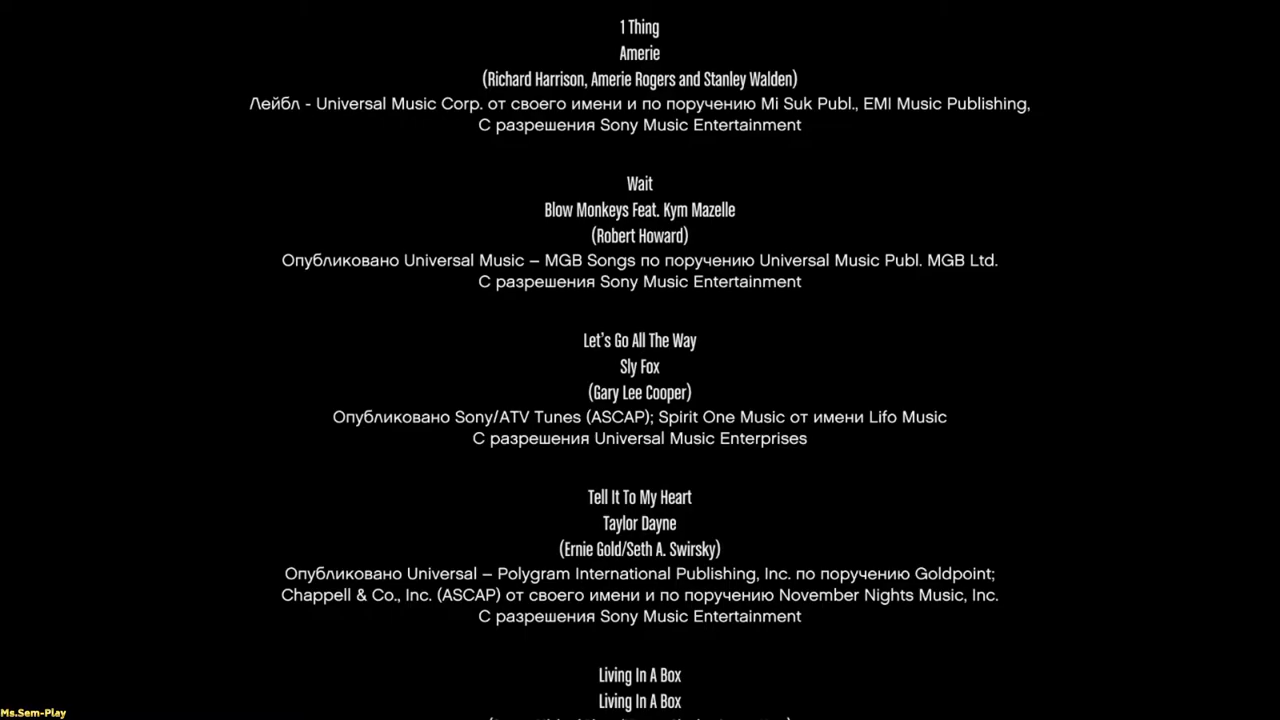 1 Thing
Amerie
(Richard Harrison, Amerie Rogers and Stanley Walden)
Лейбл - Universal Music Corp. от своего имени и по поручению Mi Suk Publ., EMI Music Publishing,
С разрешения Sony Music Entertainment
Wait
Blow Monkeys Feat. Kym Mazelle
(Robert Howard)
Опубликовано Universal Music – MGB Songs по поручению Universal Music Publ. MGB Ltd.
С разрешения Sony Music Entertainment
Let’s Go All The Way
Sly Fox
(Gary Lee Cooper)
Опубликовано Sony/ATV Tunes (ASCAP); Spirit One Music от имени Lifo Music
С разрешения Universal Music Enterprises
Tell It To My Heart
Taylor Dayne
(Ernie Gold/Seth A. Swirsky)
Опубликовано Universal – Polygram International Publishing, Inc. по поручению Goldpoint;
Chappell & Co., Inc. (ASCAP) от своего имени и по поручению November Nights Music, Inc.
С разрешения Sony Music Entertainment
Living In A Box
Living In A Box
Ms.Sem-Play